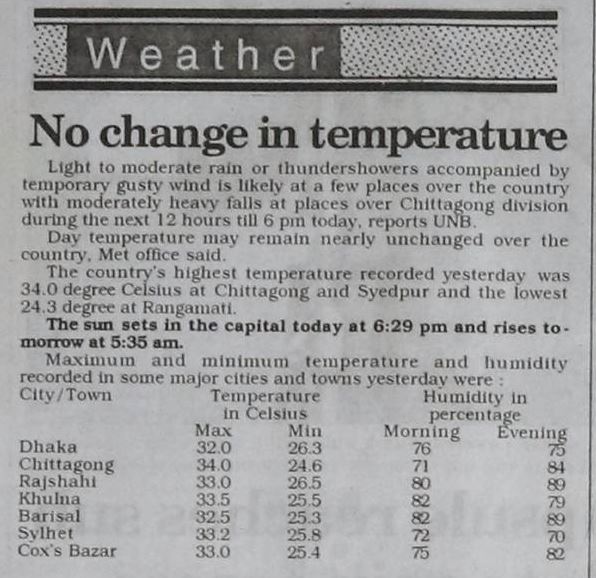 Weather
No change in temperature
Light to moderate rain or thundershowers accompanied by
temporary gusty wind is likely at a few places over the country
with moderately heavy falls at places over Chittagong division
during the next 12 hours till 6 pm today, reports UNB.
Day temperature may remain nearly unchanged over the
country, Met office said.
The country's highest temperature recorded yesterday was
34.0 degree Celsius at Chittagong and Syedpur and the lowest
24.3 degree at Rangamati.
The sun sets in the capital today at 6:29 pm and rises to-
morrow at 5:35 am.
Maximum and minimum temperature and humidity
recorded in some major cities and towns yesterday were :
City/Town Temperature Humidity in
in Celsius percentage
Max Min Morning Evening
Dhaka 32.0 26.3 76 75
Chittagong 34.0 24.6 71 84
Rajshahi 33.0 26.5 80 89
Khulna 33.5 25.5 82 79
Barisal 32.5 25.3 82 89
Sylhet 33.2 25.8 72 70
Cox's Bazar 33.0 25.4 75 82